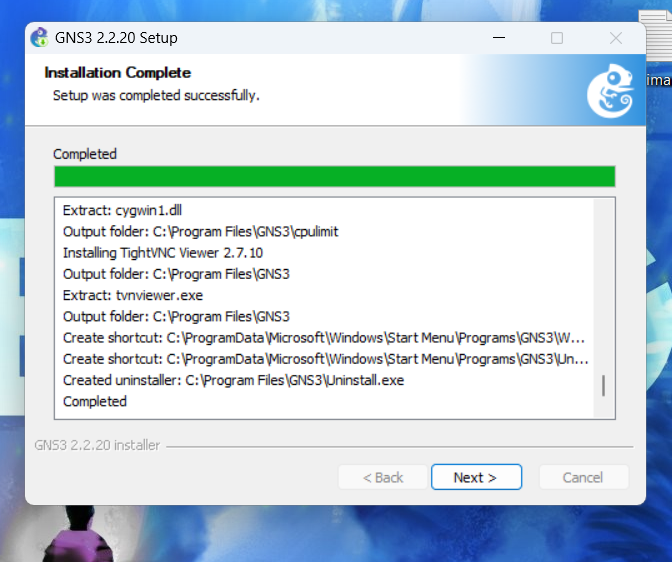 GNS3 2.2.20 Setup
Installation Complete
Setup was completed successfully.
ima
Completed
Extract: cygwin1.dll
Output folder: C:\Program Files\GNS3\cpulimit
Installing TightVNC Viewer 2.7.10
Output folder: C:\Program Files\GNS3
Extract: tvnviewer.exe
Output folder: C:\Program Files\GNS3
Create shortcut: C:\ProgramData\Microsoft\Windows\Start Menu\Programs\GNS3\W...
Create shortcut: C:\ProgramData\Microsoft\Windows\Start Menu\Programs\GNS3\Un...
Created uninstaller: C:\Program Files\GNS3\Uninstall.exe
Completed
GNS3 2.2.20 installer
< Back Next > Cancel